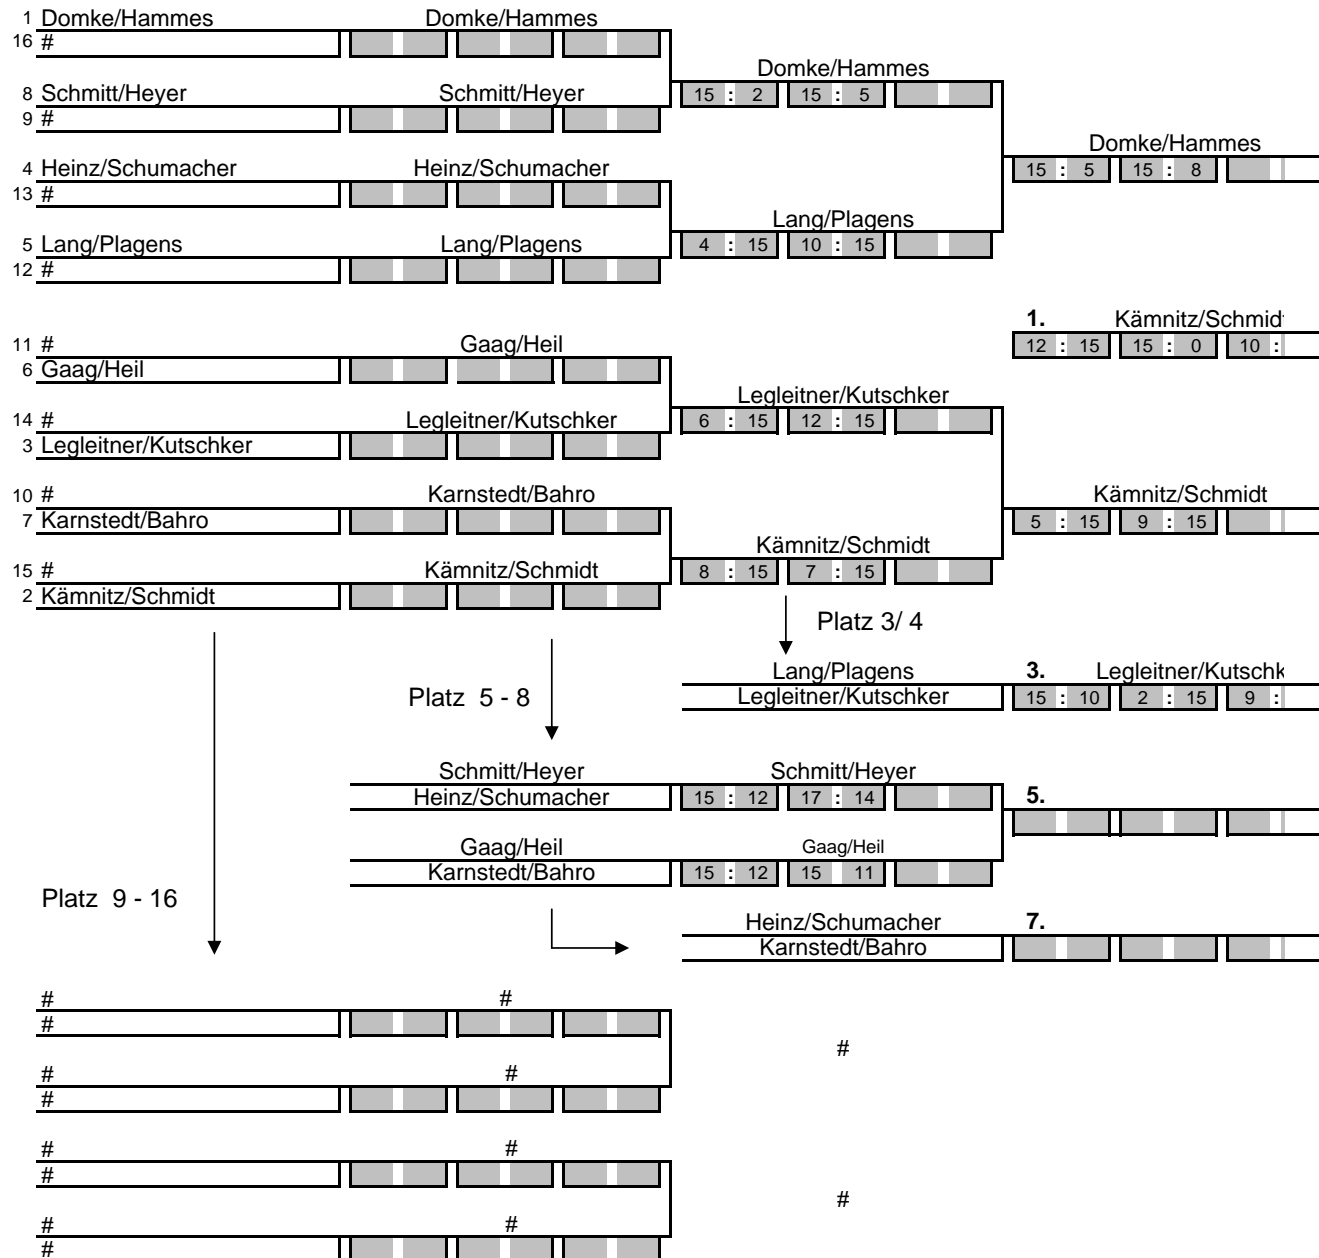 1 Domke/Hammes Domke/Hammes
16 #
Domke/Hammes
8 Schmitt/Heyer Schmitt/Heyer 15 : 2 15 : 5
9 #
Domke/Hammes
4 Heinz/Schumacher Heinz/Schumacher 15 : 5 15 : 8
13 #
Lang/Plagens
5 Lang/Plagens Lang/Plagens 4 : 15 10 : 15
12 #
1. Kämnitz/Schmid
11 # Gaag/Heil 12 : 15 15 : 0 10 :
6 Gaag/Heil
Legleitner/Kutschker
14 # Legleitner/Kutschker 6 : 15 12 : 15
3 Legleitner/Kutschker
10 # Karnstedt/Bahro Kämnitz/Schmidt
7 Karnstedt/Bahro 5 : 15 9 : 15
Kämnitz/Schmidt
15 # Kämnitz/Schmidt 8 : 15 7 : 15
2 Kämnitz/Schmidt
Platz 3/ 4
Lang/Plagens 3. Legleitner/Kutschk
Platz 5 - 8 Legleitner/Kutschker 15 : 10 2 : 15 9 :
Schmitt/Heyer Schmitt/Heyer
Heinz/Schumacher 15 : 12 17 : 14 5.
Gaag/Heil Gaag/Heil
Karnstedt/Bahro 15 : 12 15 11
Platz 9 - 16
Heinz/Schumacher 7.
Karnstedt/Bahro
# #
#
#
# #
#
# #
#
#
# #
#